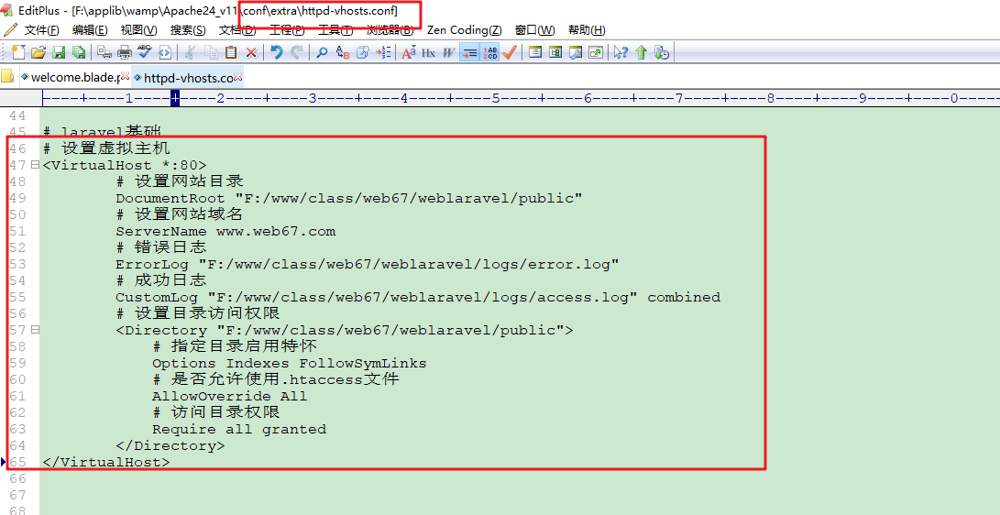 EditPlus - [F:\applib\wamp\Apache24_v11\conf\extra\httpd-vhosts.conf]
文件(F) 编辑(E) 视图(V) 搜索(S) 文档(D) 工程(P) 工具(T) 浏览器(B) Zen Coding(Z) 窗口(W) 帮助(H)
welcome.blade.p httpd-vhosts.co
----+----1----+----2----+----3----+----4----+----5----+----6----+----7----+----8----+----9----+----0----
44
45 # laravel基础
46 # 设置虚拟主机
47 <VirtualHost *:80>
48 # 设置网站目录
49 DocumentRoot "F:/www/class/web67/weblaravel/public"
50 # 设置网站域名
51 ServerName www.web67.com
52 # 错误日志
53 ErrorLog "F:/www/class/web67/weblaravel/logs/error.log"
54 # 成功日志
55 CustomLog "F:/www/class/web67/weblaravel/logs/access.log" combined
56 # 设置目录访问权限
57 <Directory "F:/www/class/web67/weblaravel/public">
58 # 指定目录启用特怀
59 Options Indexes FollowSymLinks
60 # 是否允许使用.htaccess文件
61 AllowOverride All
62 # 访问目录权限
63 Require all granted
64 </Directory>
65 </VirtualHost>
66
67
68